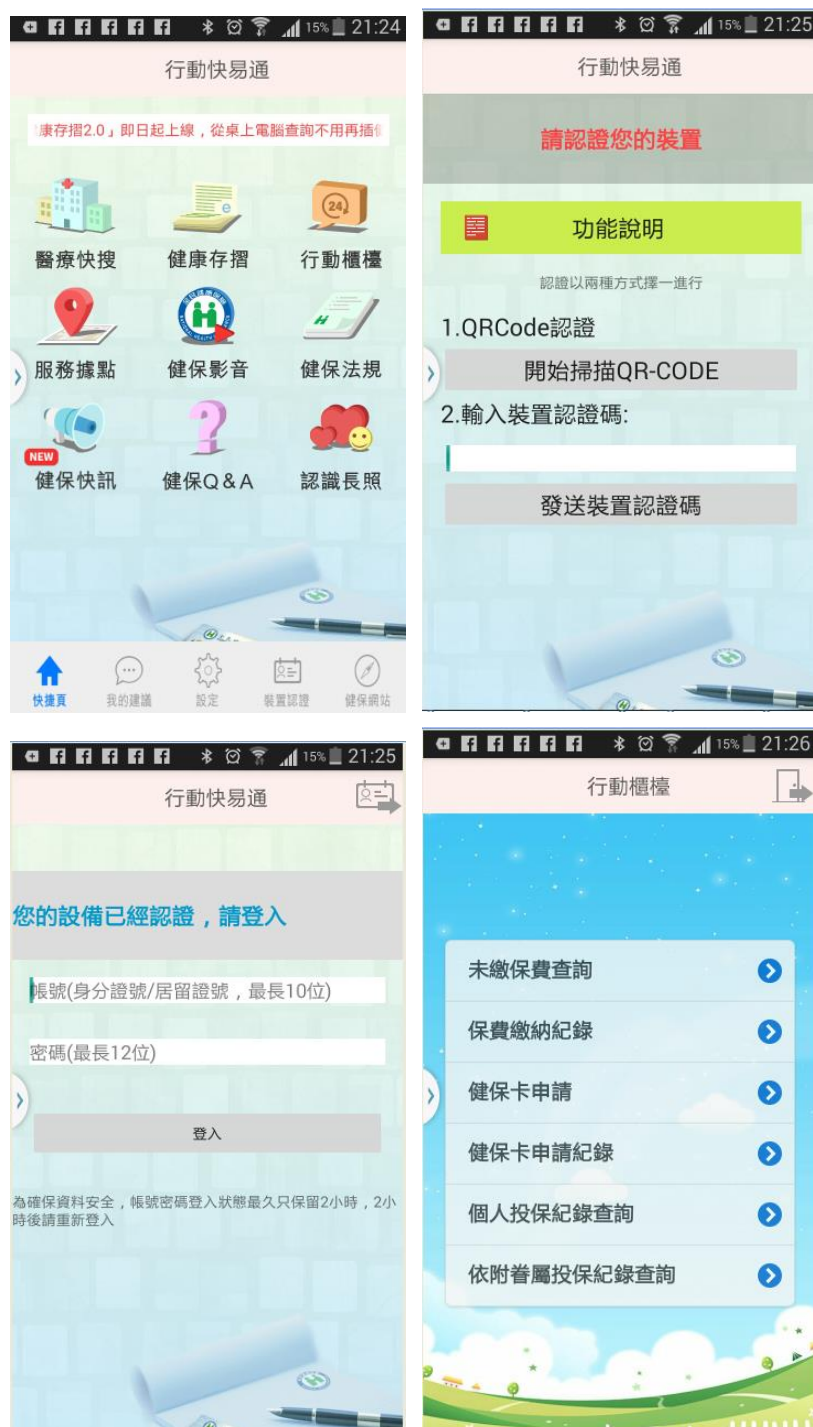 15% 21:24
行動快易通
康存摺2.0」即日起上線，從桌上電腦查詢不用再插
24
e
醫療快搜
健康存摺
行動櫃檯
服務據點
健保影音
健保法規
NEW
健保快訊
健保Q&A
認識長照
快捷頁
我的建議
設定
裝置認證
健保網站
15% 21:25
行動快易通
請認證您的裝置
功能說明
認證以兩種方式擇一進行
1.QRCode認證
開始掃描QR-CODE
2.輸入裝置認證碼:
發送裝置認證碼
15% 21:25
行動快易通
您的設備已經認證，請登入
帳號(身分證號/居留證號，最長10位)
密碼(最長12位)
登入
為確保資料安全，帳號密碼登入狀態最久只保留2小時，2小
時後請重新登入
15% 21:26
行動櫃檯
未繳保費查詢
保費繳納紀錄
健保卡申請
健保卡申請紀錄
個人投保紀錄查詢
依附眷屬投保紀錄查詢